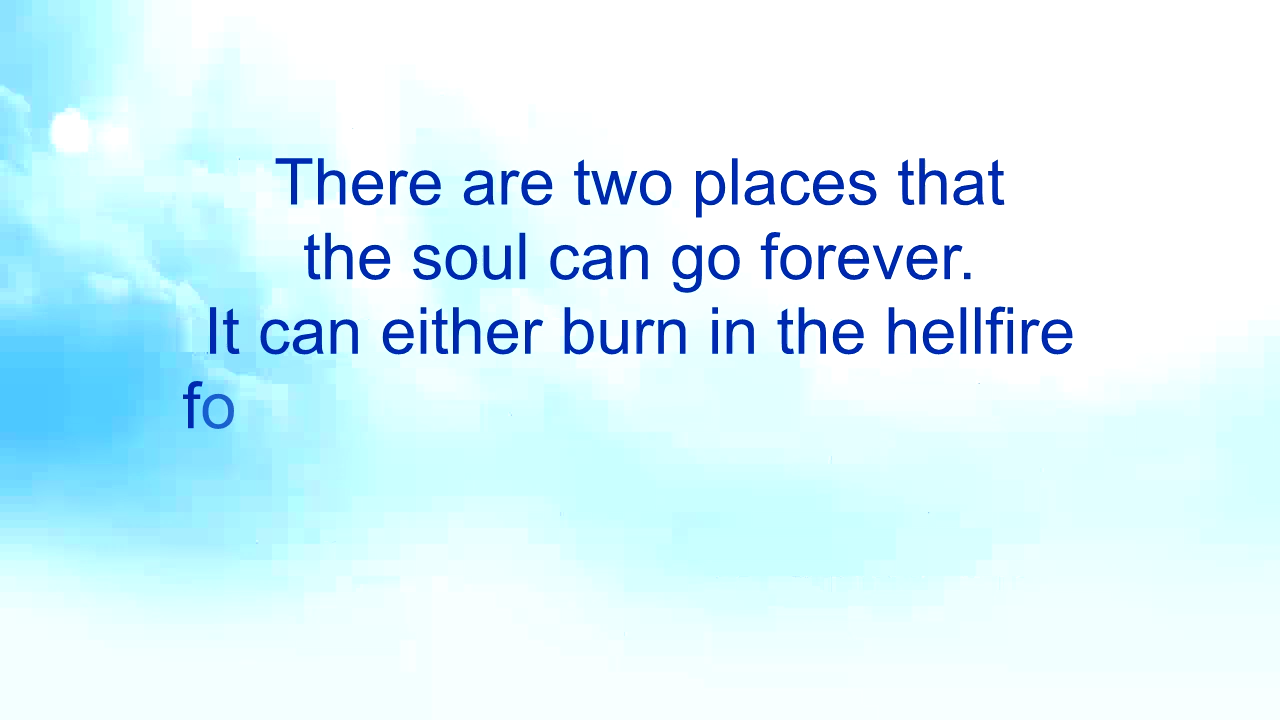 There are two places that
the soul can go forever.
It can either burn in the hellfire
fo